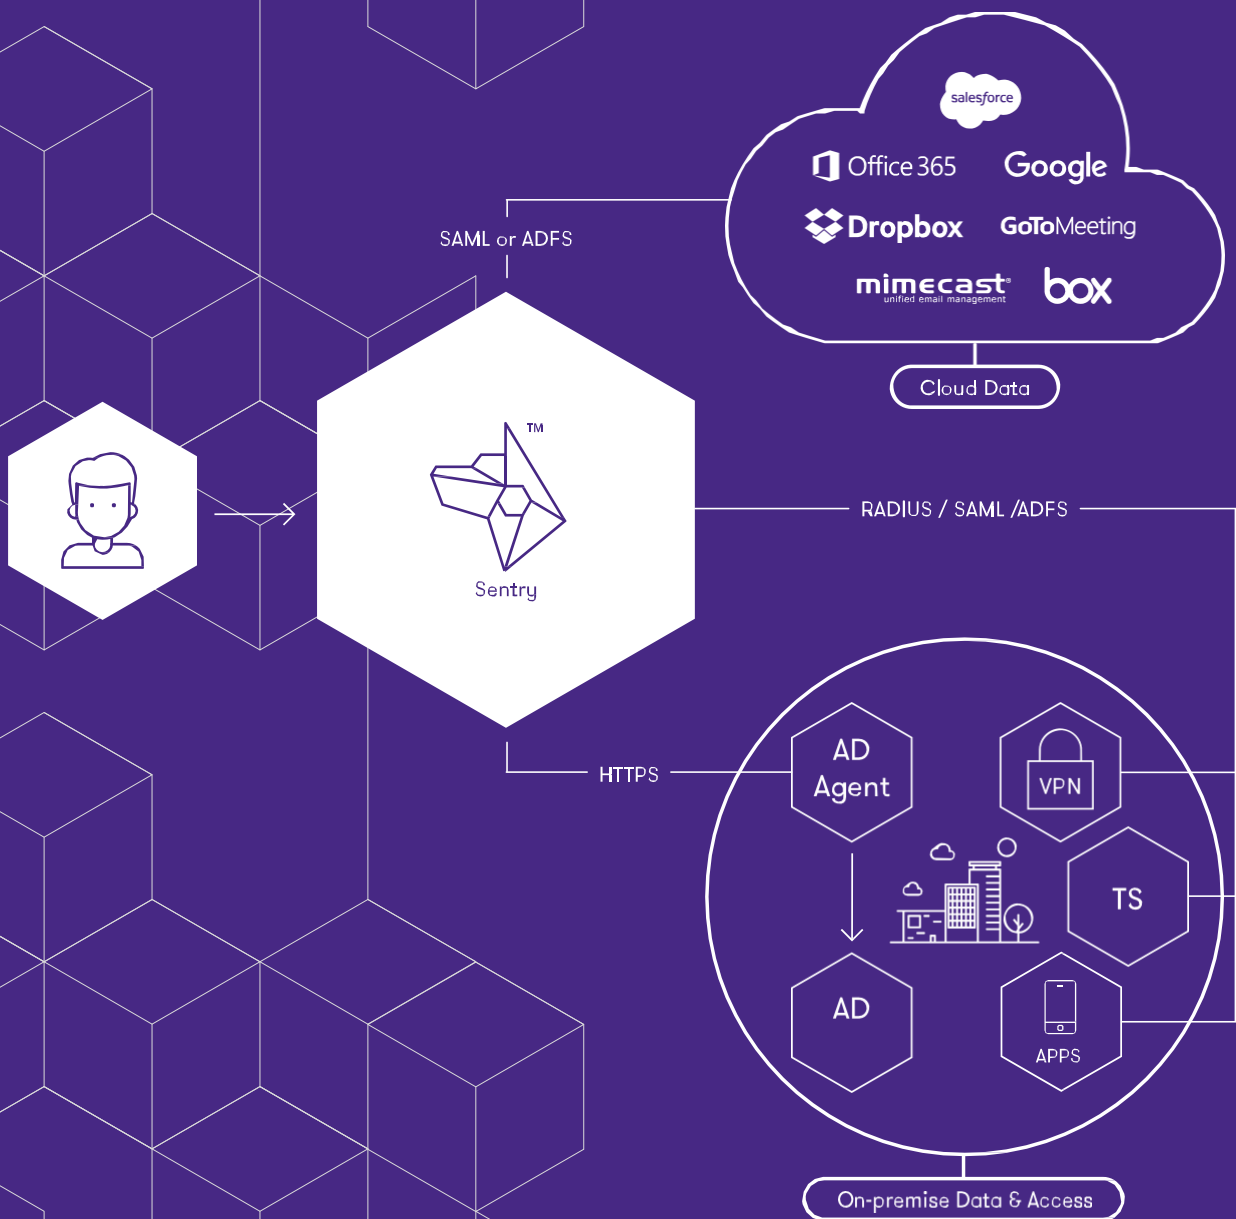 salesforce
Office 365
Google
Dropbox
GoToMeeting
mimecast®
unified email management
box
Cloud Data
SAML or ADFS
TM
Sentry
RADIUS / SAML /ADFS
HTTPS
AD
Agent
VPN
TS
AD
APPS
On-premise Data & Access